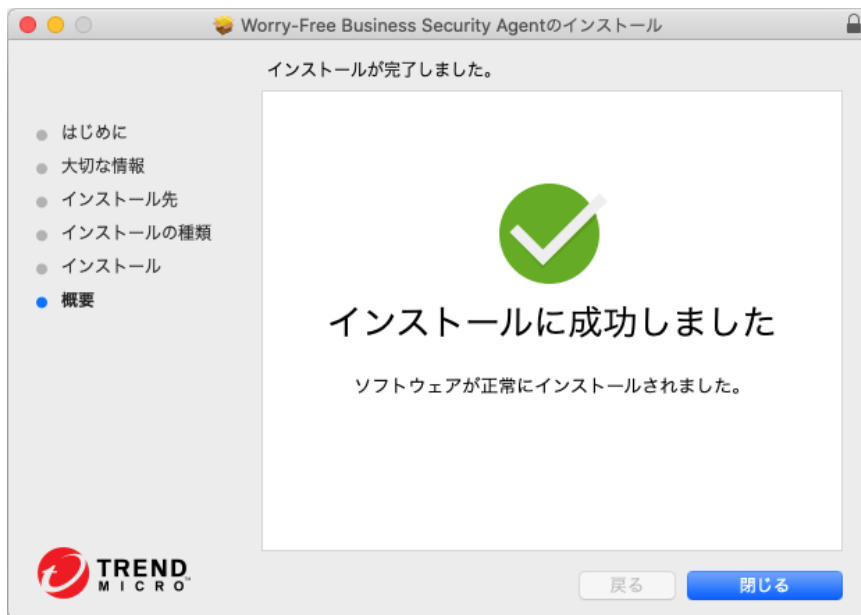 Worry-Free Business Security Agentのインストール
インストールが完了しました。
はじめに
大切な情報
インストール先
インストールの種類
インストール
概要
インストールに成功しました
ソフトウェアが正常にインストールされました。
TREND
MICRO™
戻る
閉じる